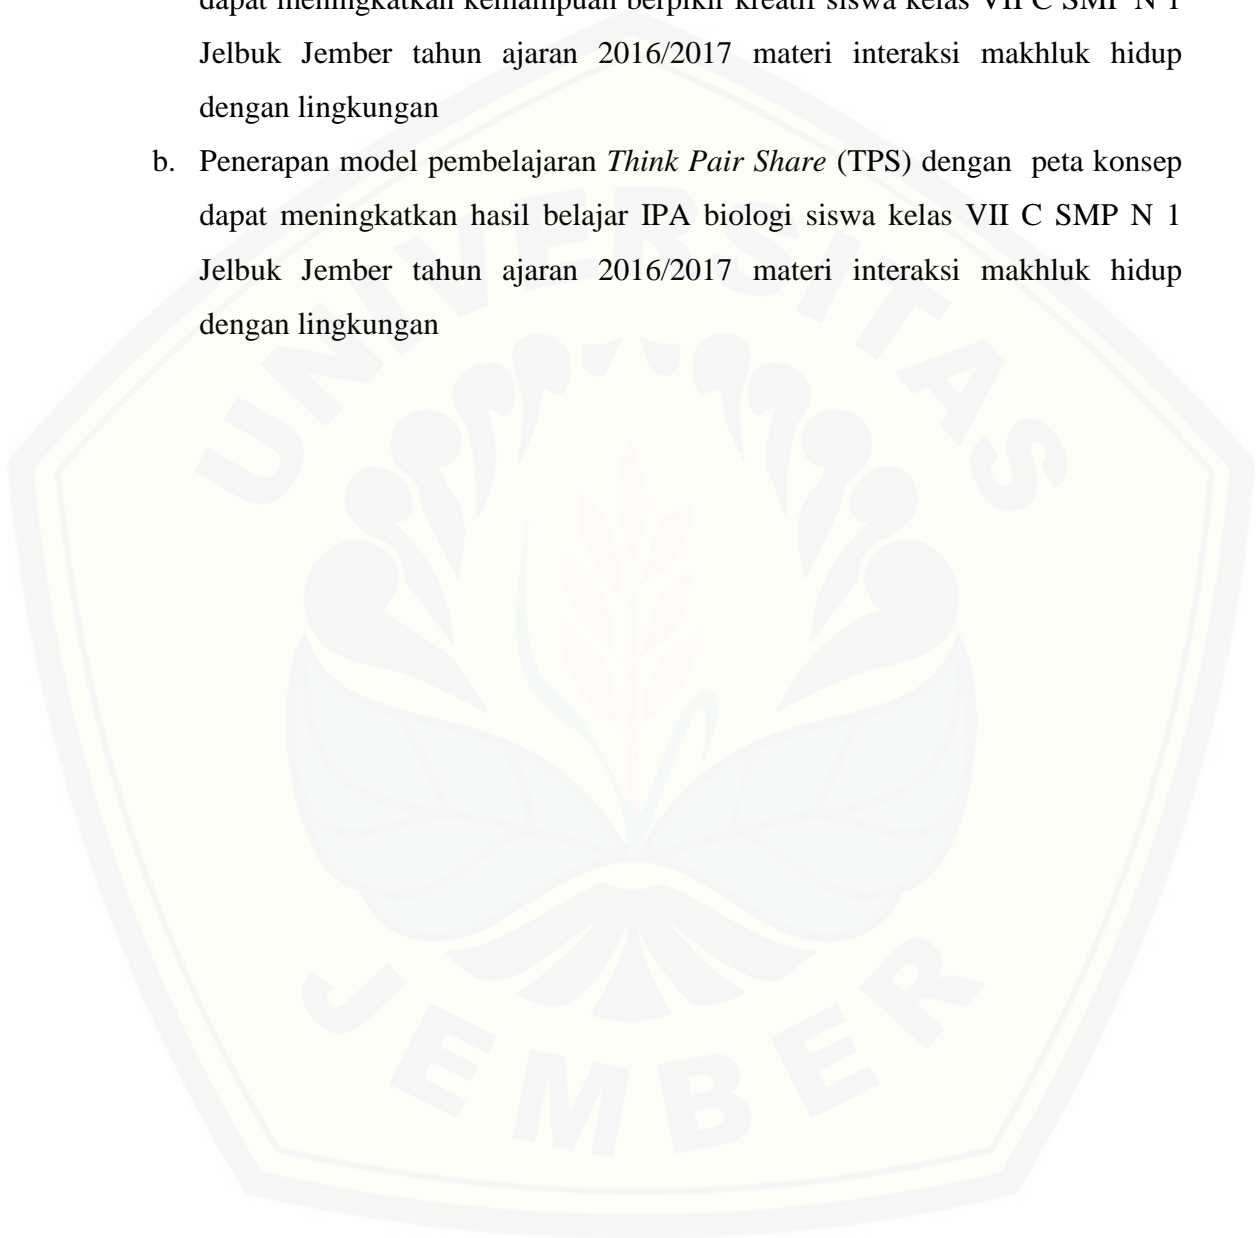 dapat meningkatkan kemampuan berpikir kreatif siswa kelas VII C SMP N 1
Jelbuk Jember tahun ajaran 2016/2017 materi interaksi makhluk hidup
dengan lingkungan
b. Penerapan model pembelajaran Think Pair Share (TPS) dengan peta konsep
dapat meningkatkan hasil belajar IPA biologi siswa kelas VII C SMP N 1
Jelbuk Jember tahun ajaran 2016/2017 materi interaksi makhluk hidup
dengan lingkungan
UNIVERSITAS
JEMBER